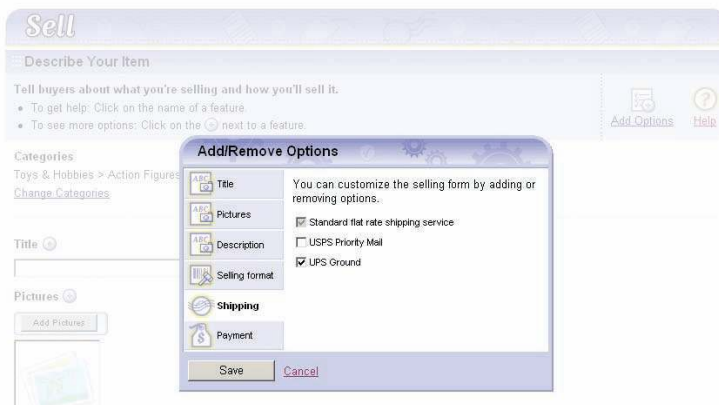 Sell
Describe Your Item
Tell buyers about what you're selling and how you'll sell it.
To get help: Click on the name of a feature.
To see more options: Click on the next to a feature.
Add Options
Help
Categories
Toys & Hobbies > Action Figures
Change Categories
Title
Pictures
Add Pictures
Add/Remove Options
ABC Title
ABC Pictures
ABC Description
Selling format
Shipping
$ Payment
You can customize the selling form by adding or
removing options.
Standard flat rate shipping service
USPS Priority Mail
UPS Ground
Save
Cancel